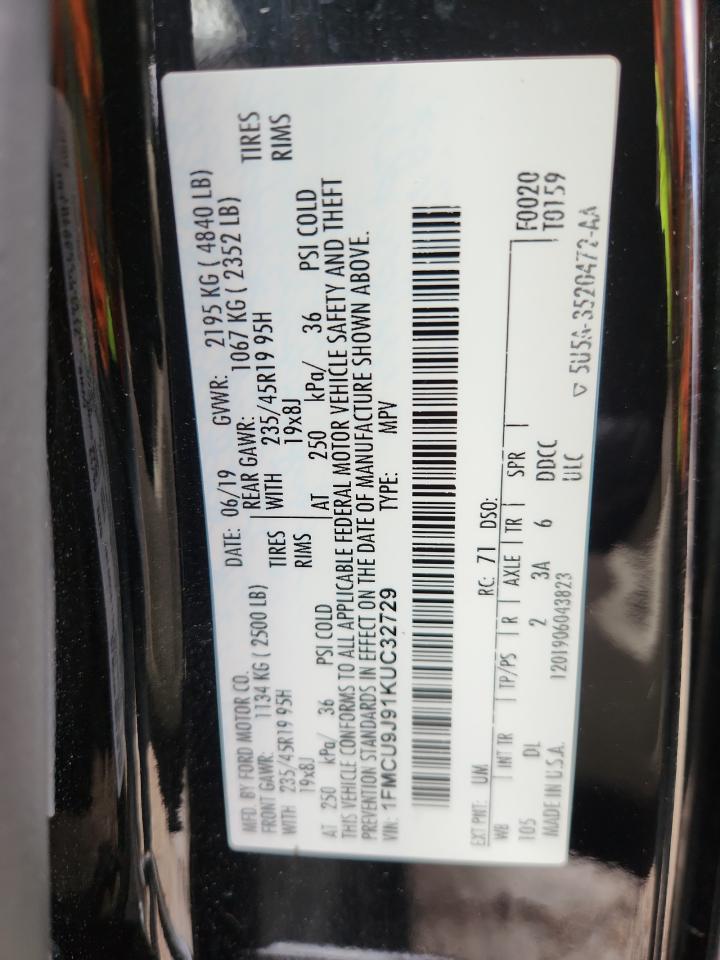 MFD. BY FORD MOTOR CO.
DATE: 06/19 GVWR: 2195 KG ( 4840 LB)
FRONT GAWR: 1134 KG ( 2500 LB)
REAR GAWR: 1067 KG ( 2352 LB)
WITH 235/45R19 95H TIRES
WITH 235/45R19 95H TIRES
19x8J RIMS
19x8J RIMS
AT 250 kPa/ 36 PSI COLD
AT 250 kPa/ 36 PSI COLD
THIS VEHICLE CONFORMS TO ALL APPLICABLE FEDERAL MOTOR VEHICLE SAFETY AND THEFT
PREVENTION STANDARDS IN EFFECT ON THE DATE OF MANUFACTURE SHOWN ABOVE.
VIN: 1FMCU9J91KUC32729 TYPE: MPV
EXT PNT: UM RC: 71 DSO: F0020
T0159
WB INT TR TP/PS R AXLE TR SPR
105 DL 2 3A 6 DDCC
MADE IN U.S.A. 1201906043823 ULC
5U5A-3520472-AA